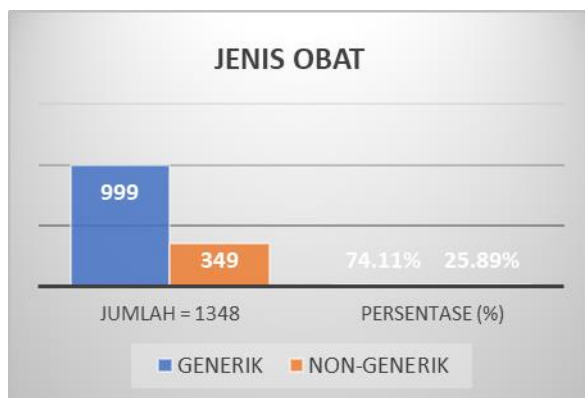 JENIS OBAT
999
349
74.11% 25.89%
JUMLAH = 1348 PERSENTASE (%)
GENERIK NON-GENERIK